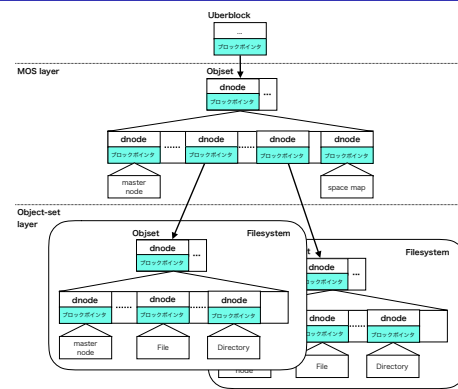 Uberblock
...
ブロックポインタ
MOS layer
Objset
dnode
...
ブロックポインタ
dnode
......
dnode
......
dnode
dnode
ブロックポインタ
ブロックポインタ
ブロックポインタ
ブロックポインタ
master
node
space map
Object-set
layer
Objset
Filesystem
dnode
...
ブロックポインタ
dnode
......
dnode
......
dnode
ブロックポインタ
ブロックポインタ
ブロックポインタ
master
node
File
Directory
t
Filesystem
dnode
...
ブロックポインタ
dnode
......
dnode
ブロックポインタ
ブロックポインタ
node
File
Directory